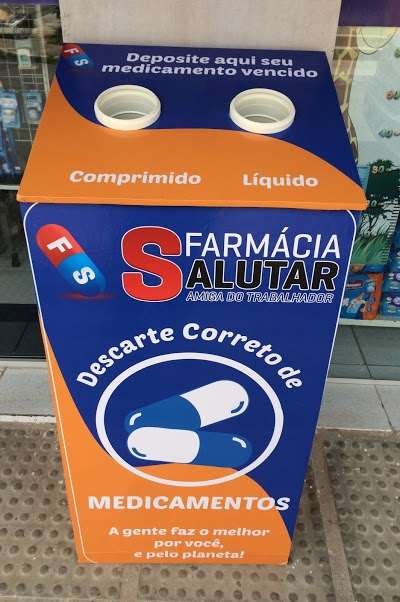 FS
Deposite aqui seu
medicamento vencido
Comprimido
Líquido
FS
FARMÁCIA
SALUTAR
AMIGA DO TRABALHADOR
Descarte Correto de
MEDICAMENTOS
A gente faz o melhor
por você,
e pelo planeta!